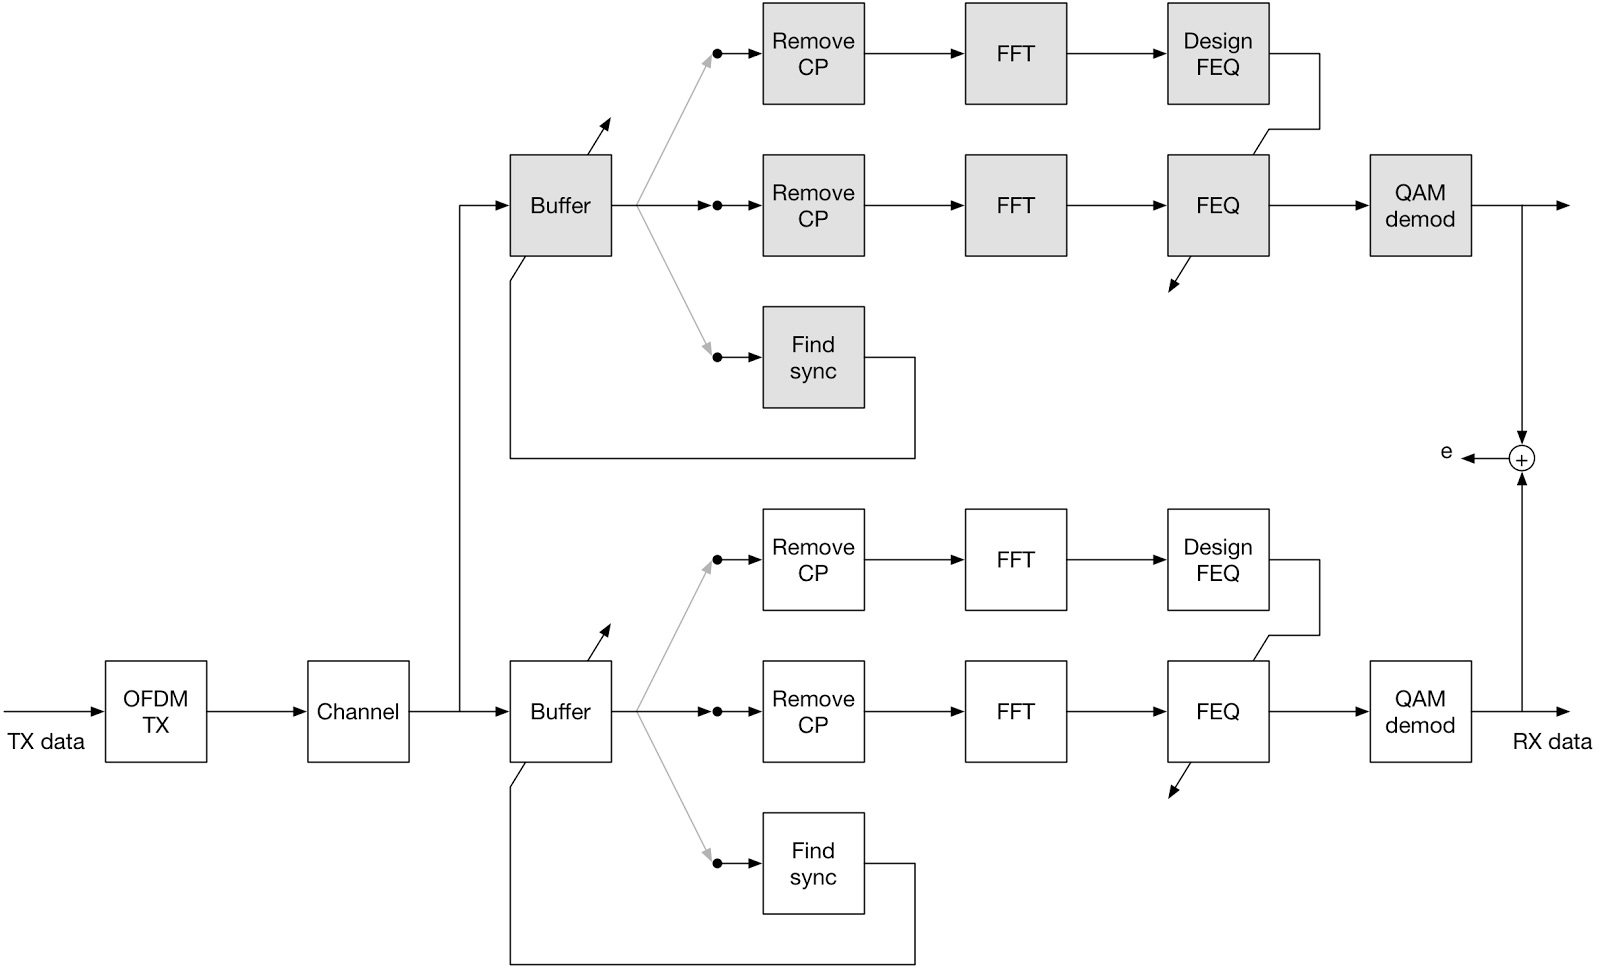 Remove
CP
FFT
Design
FEQ
Buffer
Remove
CP
FFT
FEQ
QAM
demod
Find
sync
e
+
Remove
CP
FFT
Design
FEQ
TX data
OFDM
TX
Channel
Buffer
Remove
CP
FFT
FEQ
QAM
demod
RX data
Find
sync